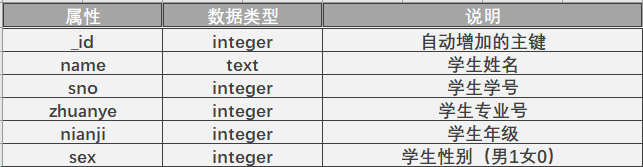 属性 数据类型 说明
_id integer 自动增加的主键
name text 学生姓名
sno integer 学生学号
zhuanye integer 学生专业号
nianji integer 学生年级
sex integer 学生性别（男1女0）